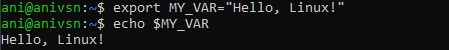 ani@anivsn:~$ export MY_VAR="Hello, Linux!"
ani@anivsn:~$ echo $MY_VAR
Hello, Linux!